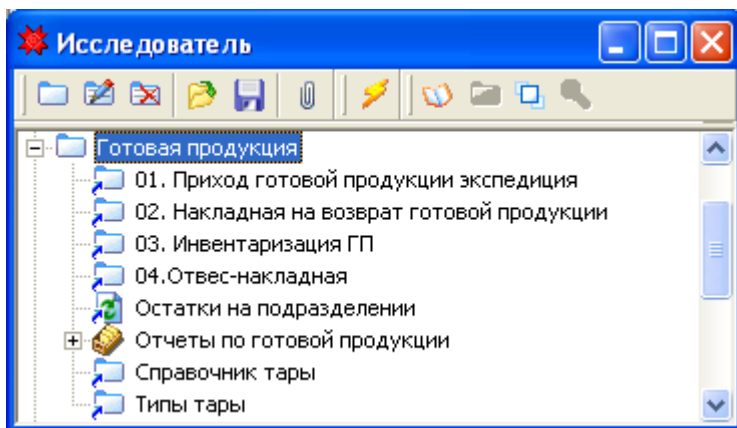 Исследователь
Готовая продукция
01. Приход готовой продукции экспедиция
02. Накладная на возврат готовой продукции
03. Инвентаризация ГП
04.Отвес-накладная
Остатки на подразделении
Отчеты по готовой продукции
Справочник тары
Типы тары